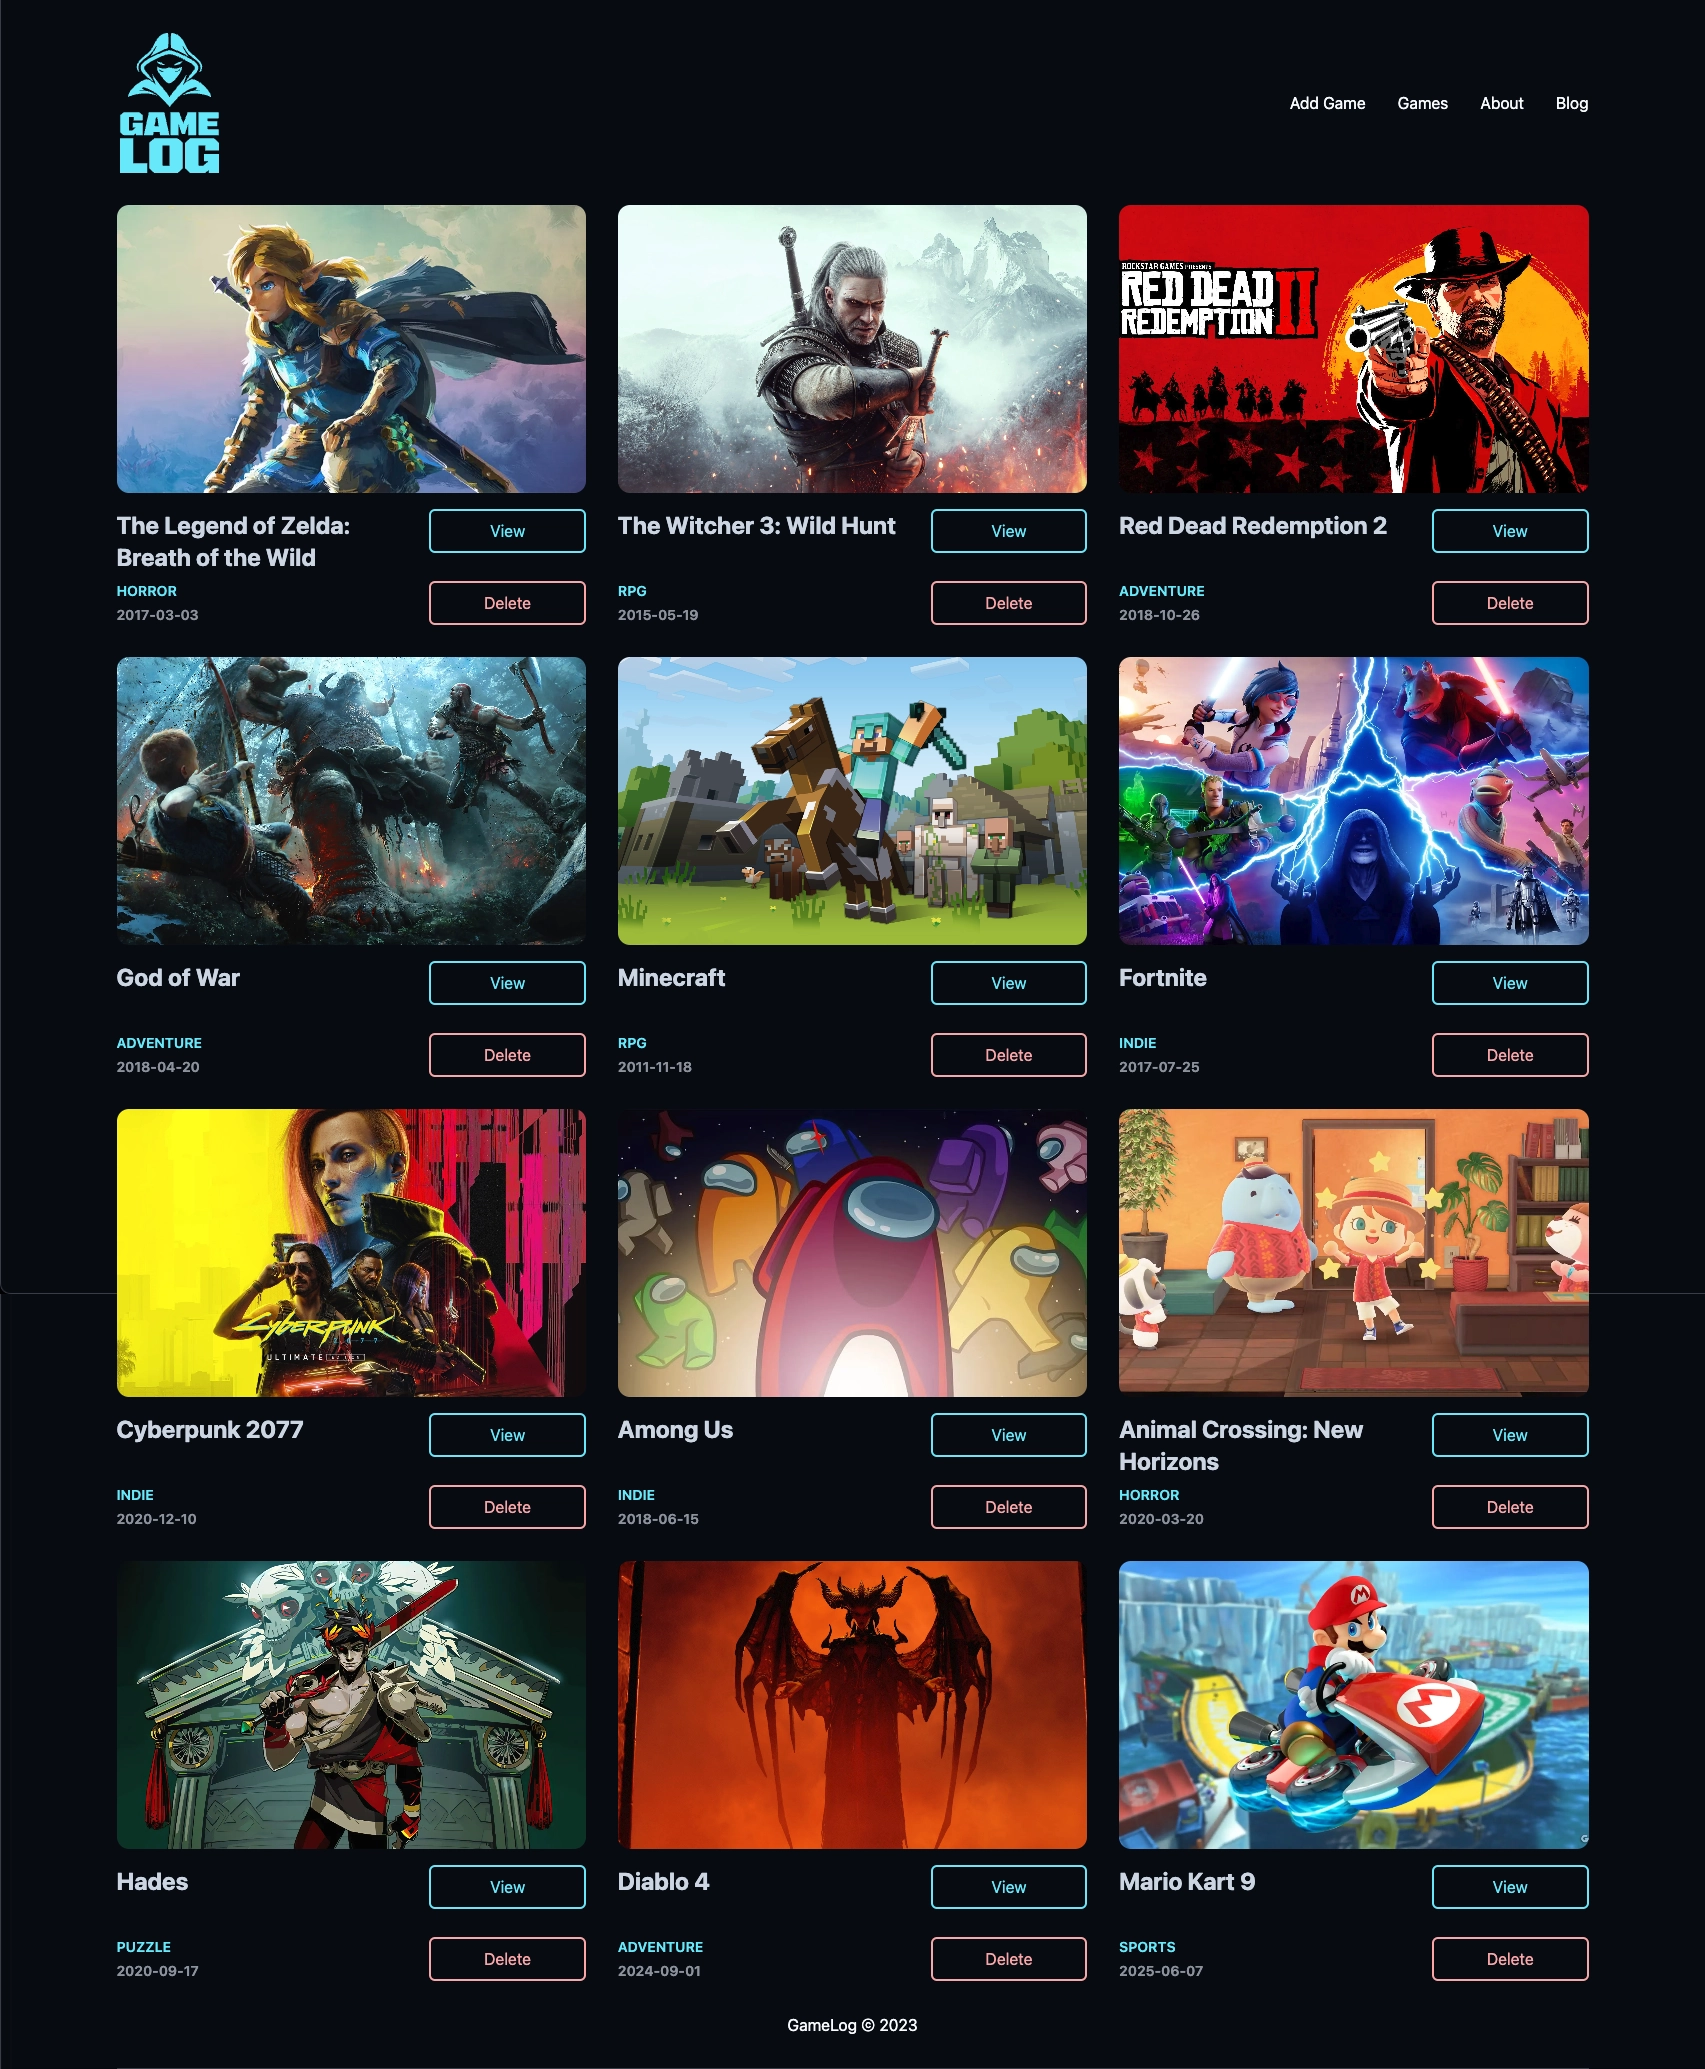 GAME
LOG
Add Game
Games
About
Blog
ROCKSTAR GAMES PRESENTS
RED DEAD
REDEMPTION II
The Legend of Zelda:
Breath of the Wild
View
HORROR
2017-03-03
Delete
The Witcher 3: Wild Hunt
View
RPG
2015-05-19
Delete
Red Dead Redemption 2
View
ADVENTURE
2018-10-26
Delete
God of War
View
ADVENTURE
2018-04-20
Delete
Minecraft
View
RPG
2011-11-18
Delete
Fortnite
View
INDIE
2017-07-25
Delete
Cyberpunk
2077
ULTIMATE
Cyberpunk 2077
View
INDIE
2020-12-10
Delete
Among Us
View
INDIE
2018-06-15
Delete
Animal Crossing: New
Horizons
View
HORROR
2020-03-20
Delete
M
M
Hades
View
PUZZLE
2020-09-17
Delete
Diablo 4
View
ADVENTURE
2024-09-01
Delete
Mario Kart 9
View
SPORTS
2025-06-07
Delete
GameLog © 2023